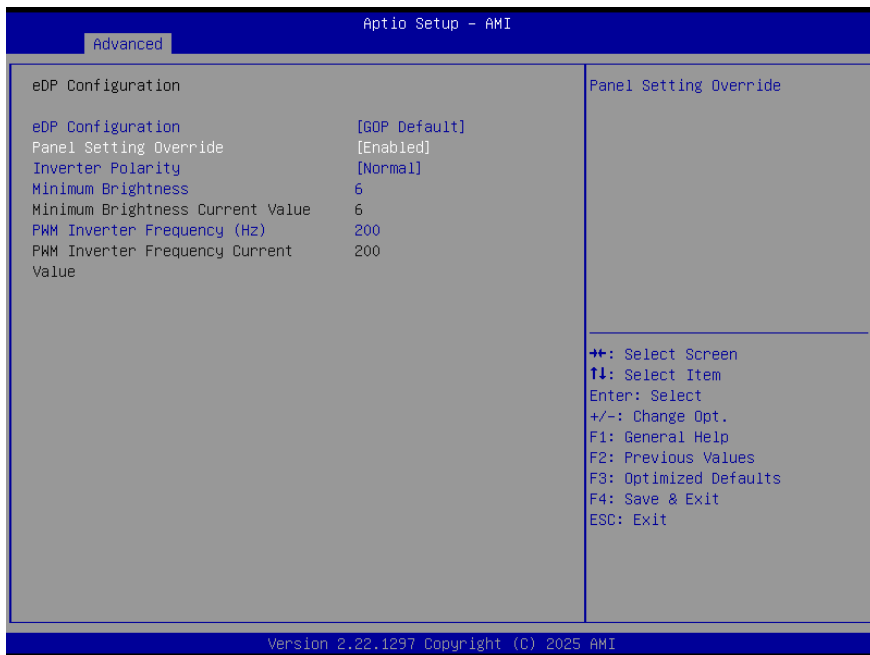 Aptio Setup – AMI
Advanced
eDP Configuration
eDP Configuration [GOP Default]
Panel Setting Override [Enabled]
Inverter Polarity [Normal]
Minimum Brightness 6
Minimum Brightness Current Value 6
PWM Inverter Frequency (Hz) 200
PWM Inverter Frequency Current 200
Value
Panel Setting Override
→←: Select Screen
↑↓: Select Item
Enter: Select
+/-: Change Opt.
F1: General Help
F2: Previous Values
F3: Optimized Defaults
F4: Save & Exit
ESC: Exit
Version 2.22.1297 Copyright (C) 2025 AMI